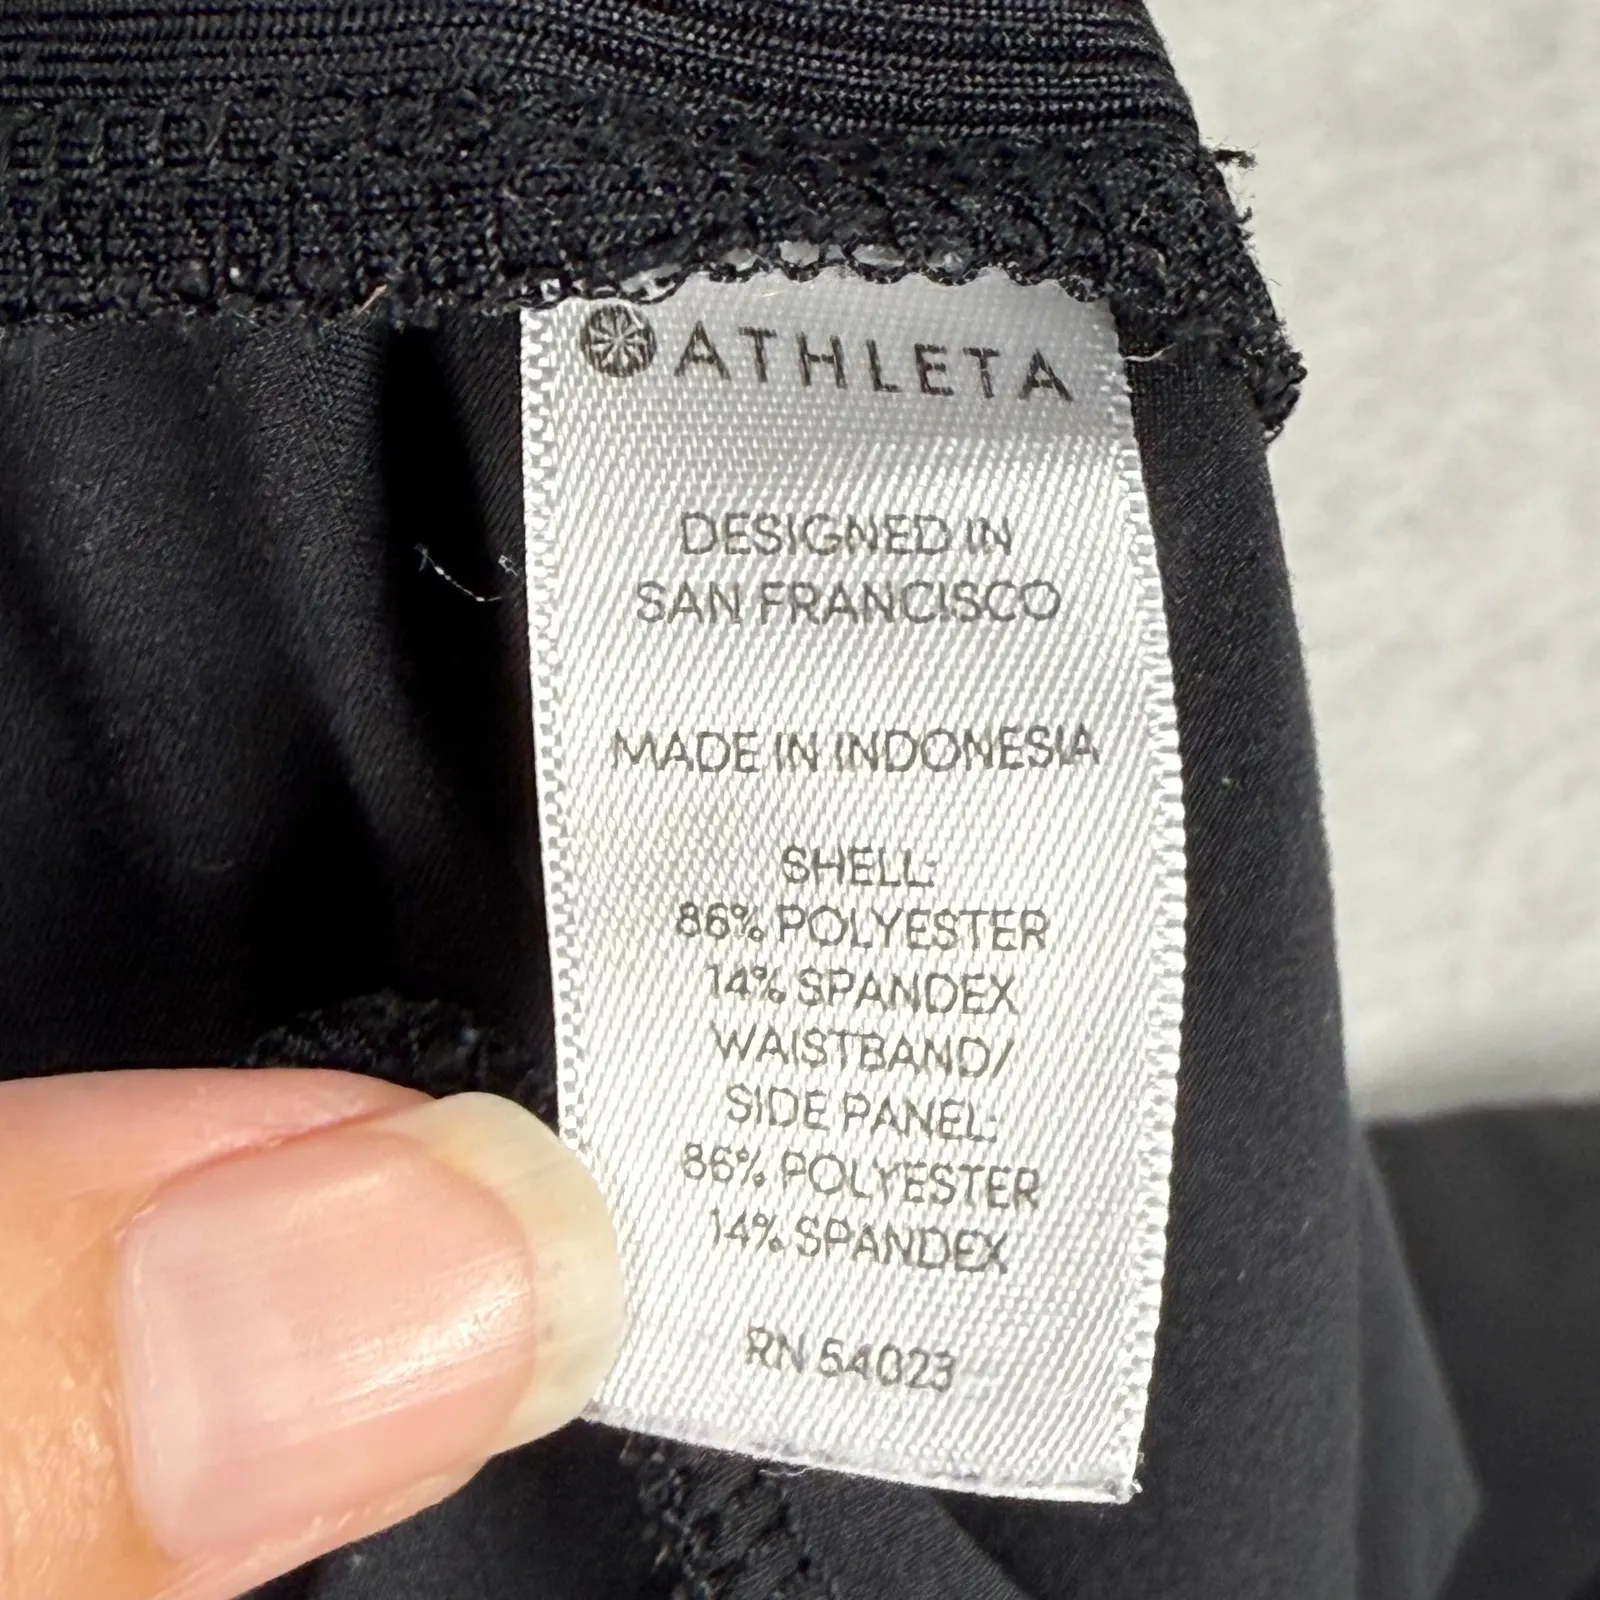 ATHLETA
DESIGNED IN
SAN FRANCISCO
MADE IN INDONESIA
SHELL:
86% POLYESTER
14% SPANDEX
WAISTBAND/
SIDE PANEL:
86% POLYESTER
14% SPANDEX
RN 54023